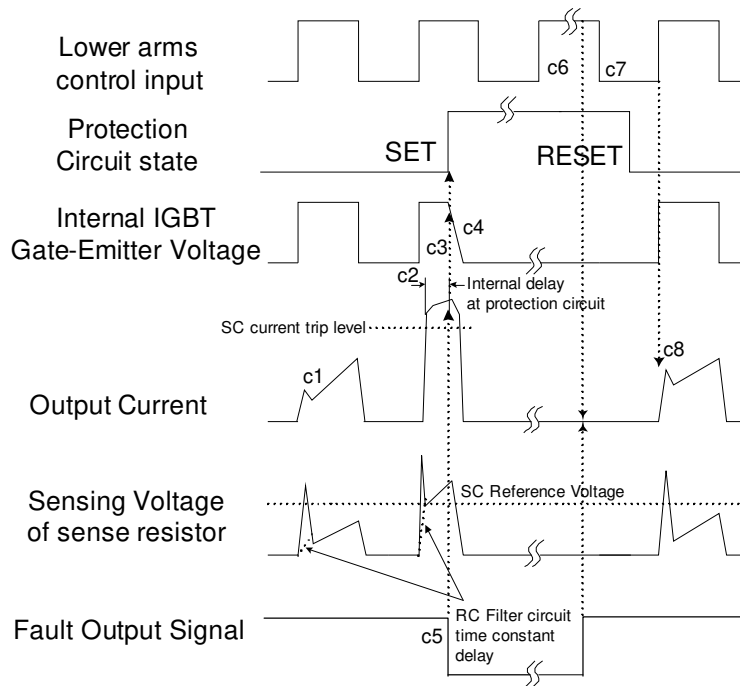 Lower arms
control input
c6
c7
Protection
Circuit state
SET
RESET
Internal IGBT
Gate-Emitter Voltage
c4
c3
c2
Internal delay
at protection circuit
SC current trip level
c8
c1
Output Current
SC Reference Voltage
Sensing Voltage
of sense resistor
Fault Output Signal
c5
RC Filter circuit
time constant
delay